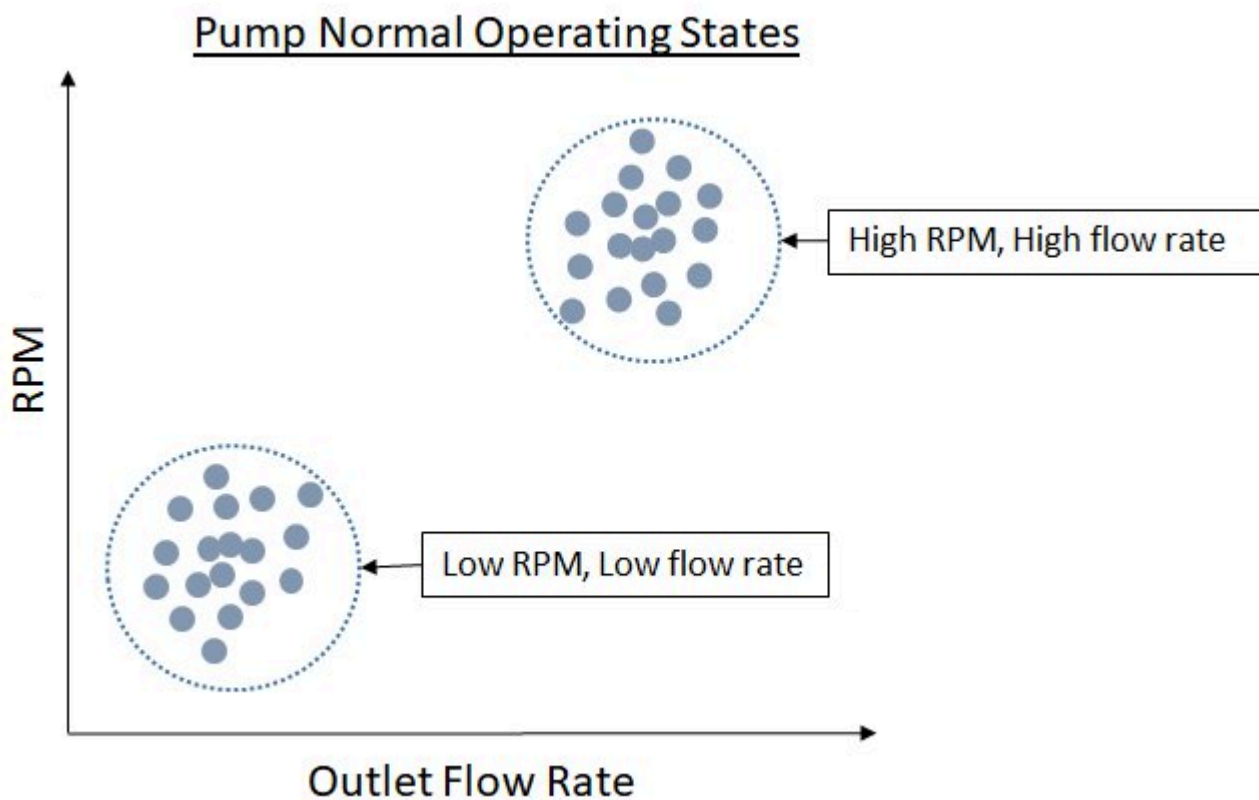 Pump Normal Operating States
High RPM, High flow rate
RPM
Low RPM, Low flow rate
Outlet Flow Rate